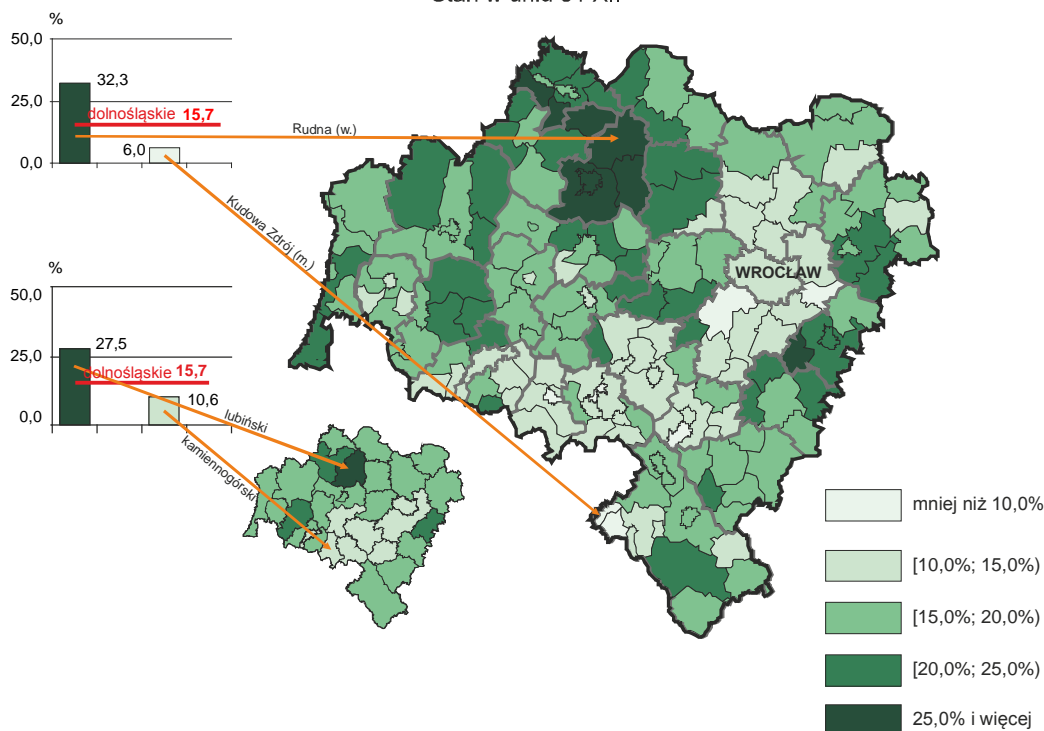 %
50,0
32,3
25,0
dolnośląskie 15,7
6,0
0,0
Rudna (w.)
Kudowa Zdrój (m.)
WROCŁAW
%
50,0
27,5
25,0
dolnośląskie 15,7
10,6
0,0
lubiński
kamiennogórski
mniej niż 10,0%
[10,0%; 15,0%)
[15,0%; 20,0%)
[20,0%; 25,0%)
25,0% i więcej